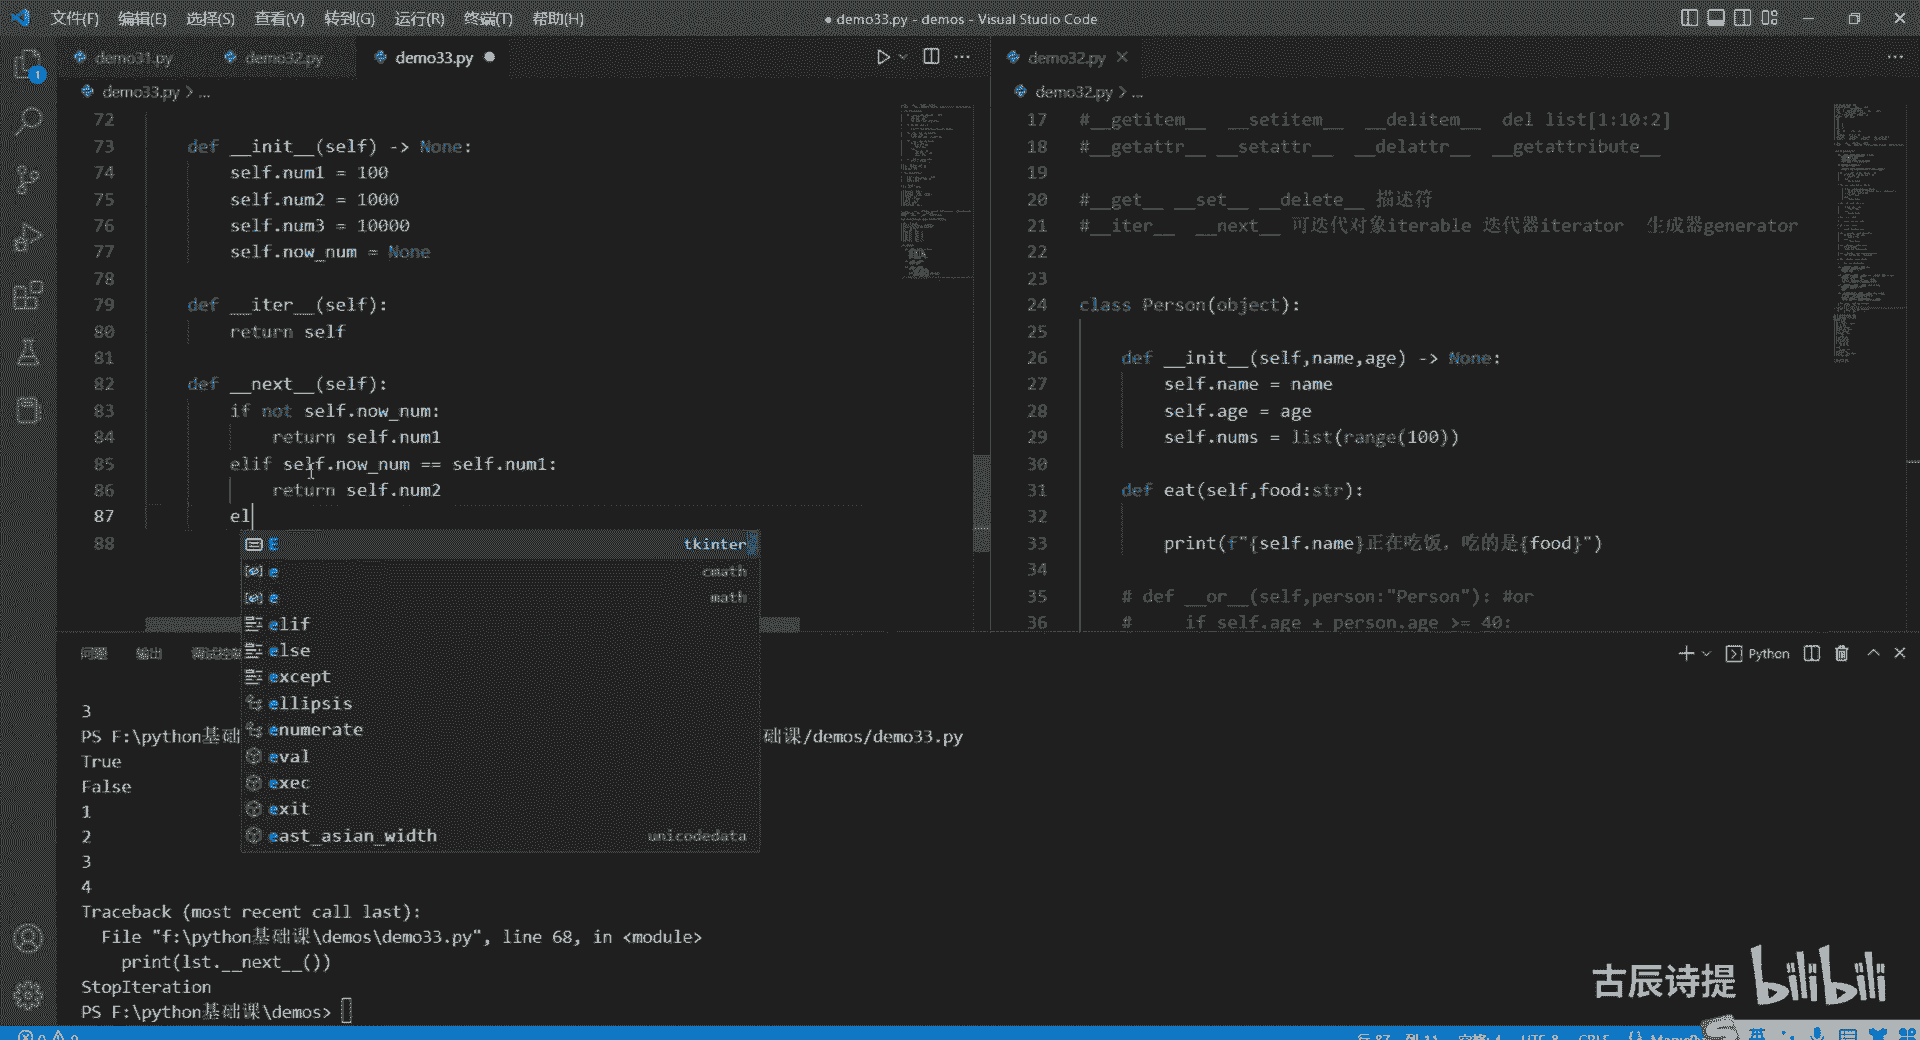 文件(F) 编辑(E) 选择(S) 查看(V) 转到(G) 运行(R) 终端(T) 帮助(H)
● demo33.py - demos - Visual Studio Code
demo31.py demo32.py demo33.py ●
demo33.py > ...
72
73 def __init__(self) -> None:
74 self.num1 = 100
75 self.num2 = 1000
76 self.num3 = 10000
77 self.now_num = None
78
79 def __iter__(self):
80 return self
81
82 def __next__(self):
83 if not self.now_num:
84 return self.num1
85 elif self.now_num == self.num1:
86 return self.num2
87 el
88
E tkinter
e cmath
e math
elif
else
except
ellipsis
enumerate
eval
exec
exit
east_asian_width unicodedata
demo32.py
demo32.py > ...
17 #__getitem__ __setitem__ __delitem__ del list[1:10:2]
18 #__getattr__ __setattr__ __delattr__ __getattribute__
19
20 #__get__ __set__ __delete__ 描述符
21 #__iter__ __next__ 可迭代对象iterable 迭代器iterator 生成器generator
22
23
24 class Person(object):
25
26 def __init__(self,name,age) -> None:
27 self.name = name
28 self.age = age
29 self.nums = list(range(100))
30
31 def eat(self,food:str):
32
33 print(f"{self.name}正在吃饭，吃的是{food}")
34
35 # def __or__(self,person:"Person"): #or
36 # if self.age + person.age >= 40:
问题 输出 调试控
Python
3
PS F:\python基础 础课/demos/demo33.py
True
False
1
2
3
4
Traceback (most recent call last):
File "f:\python基础课\demos\demo33.py", line 68, in <module>
print(lst.__next__())
StopIteration
PS F:\python基础课\demos>
古辰诗提 bilibili
行 87, 列 11 空格: 4 UTF-8 CRLF
英
1